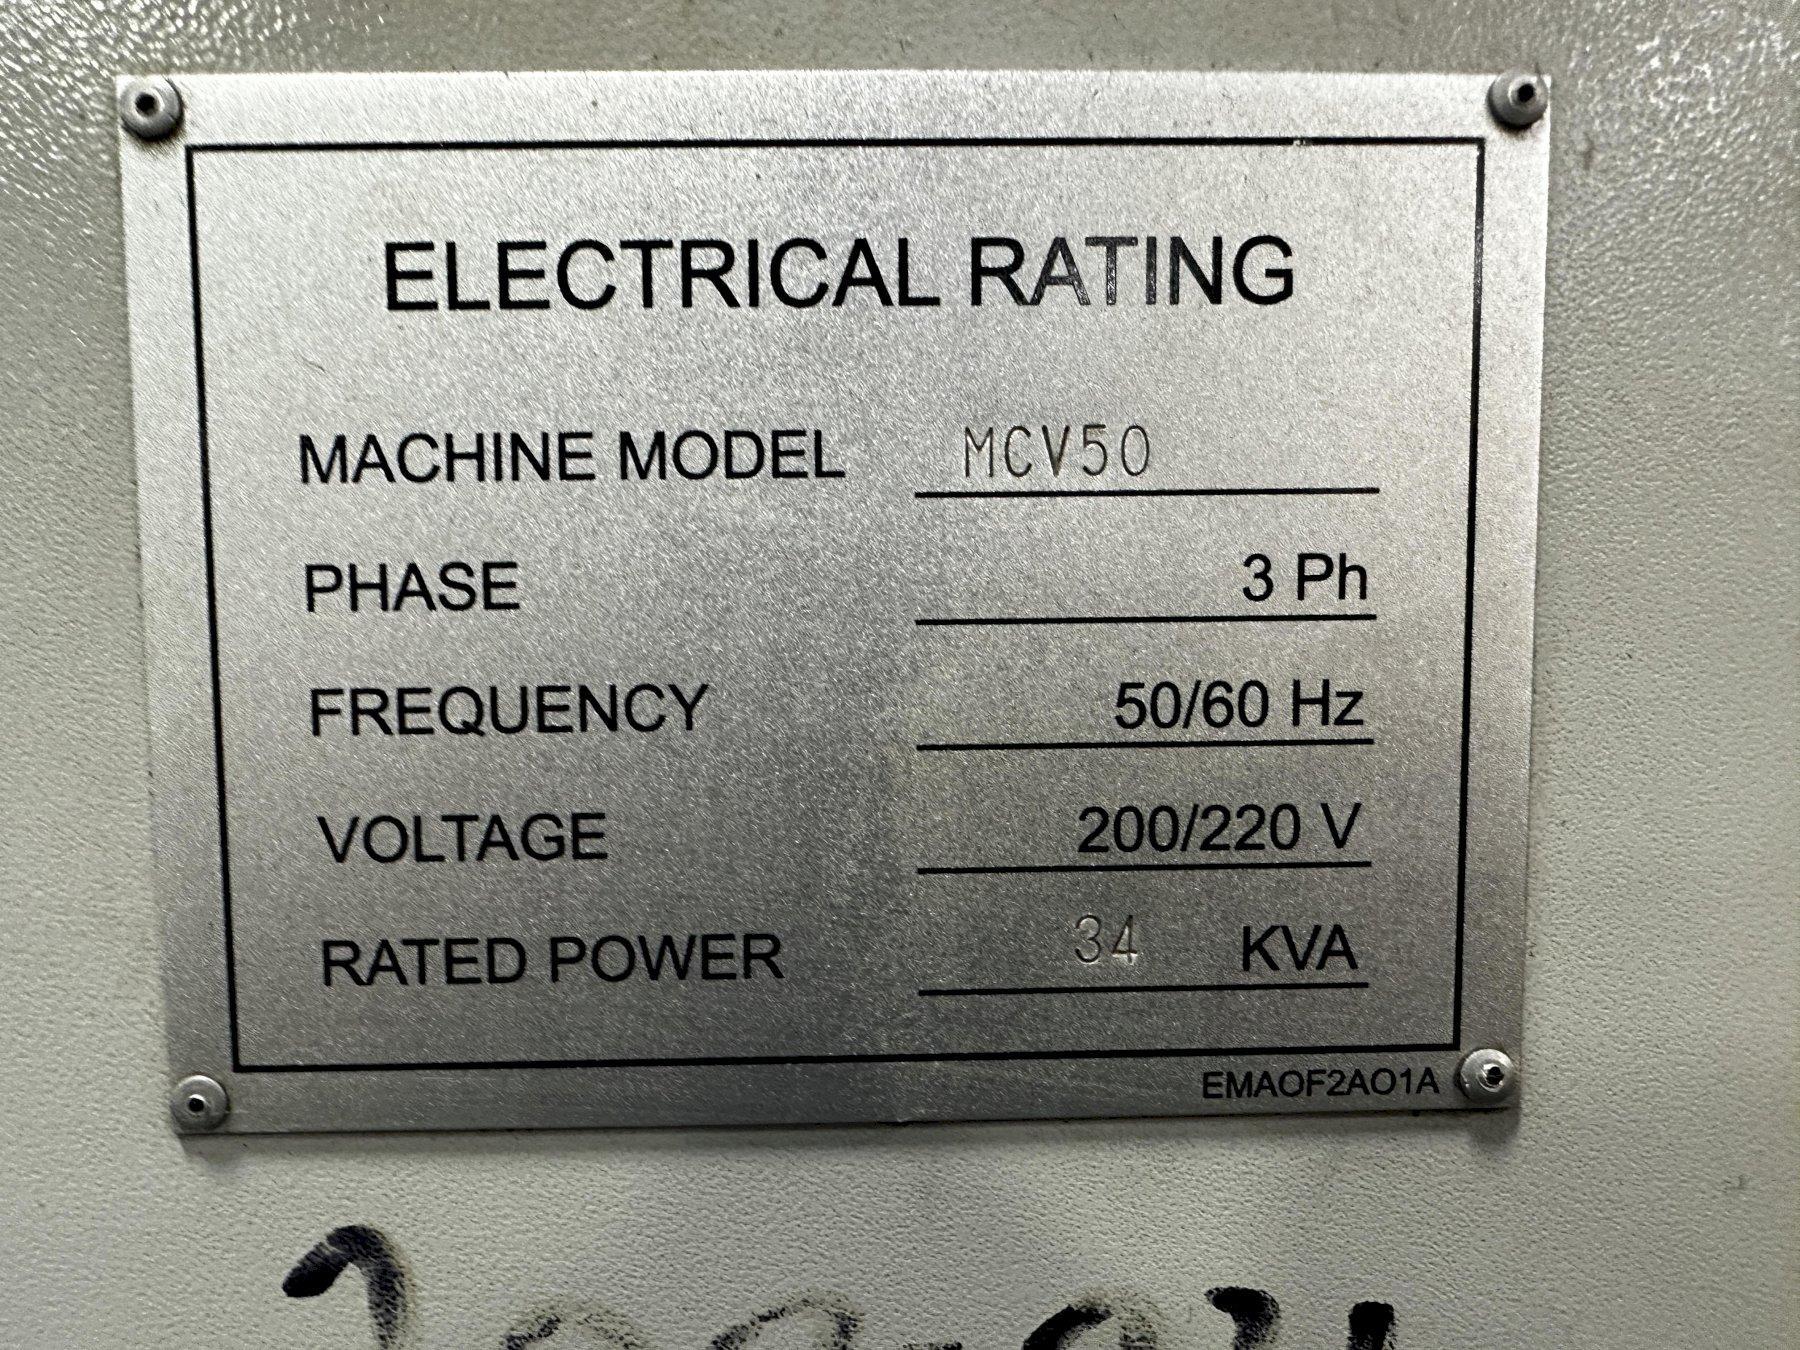 ELECTRICAL RATING
MACHINE MODEL MCV50
PHASE 3 Ph
FREQUENCY 50/60 Hz
VOLTAGE 200/220 V
RATED POWER 34 KVA
EMAOF2AO1A